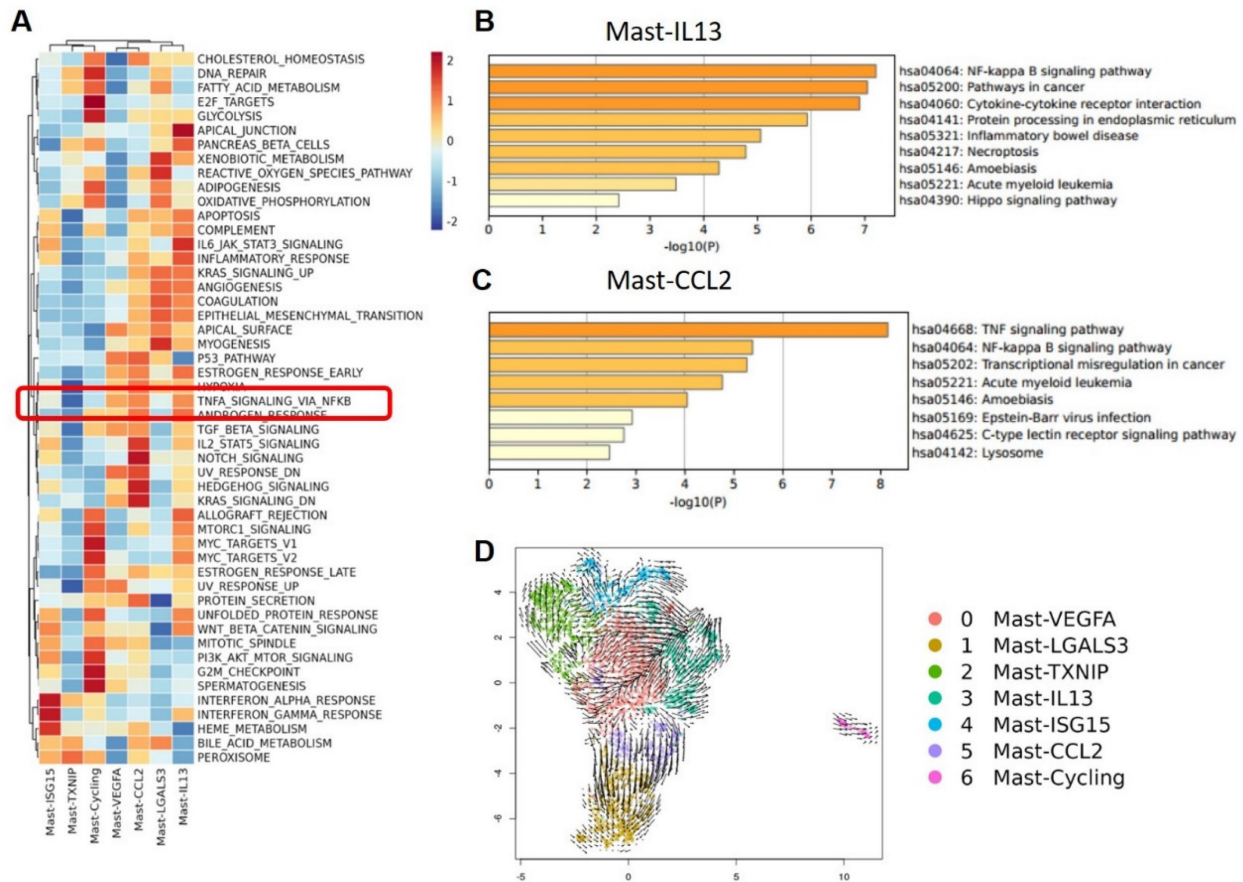 A
CHOLESTEROL_HOMEOSTASIS
DNA_REPAIR
FATTY_ACID_METABOLISM
E2F_TARGETS
GLYCOLYSIS
APICAL_JUNCTION
PANCREAS_BETA_CELLS
XENOBIOTIC_METABOLISM
REACTIVE_OXYGEN_SPECIES_PATHWAY
ADIPOGENESIS
OXIDATIVE_PHOSPHORYLATION
APOPTOSIS
COMPLEMENT
IL6_JAK_STAT3_SIGNALING
INFLAMMATORY_RESPONSE
KRAS_SIGNALING_UP
ANGIOGENESIS
COAGULATION
EPITHELIAL_MESENCHYMAL_TRANSITION
APICAL_SURFACE
MYOGENESIS
P53_PATHWAY
ESTROGEN_RESPONSE_EARLY
HYPOXIA
TNFA_SIGNALING_VIA_NFKB
ANDROGEN_RESPONSE
TGF_BETA_SIGNALING
IL2_STAT5_SIGNALING
NOTCH_SIGNALING
UV_RESPONSE_DN
HEDGEHOG_SIGNALING
KRAS_SIGNALING_DN
ALLOGRAFT_REJECTION
MTORC1_SIGNALING
MYC_TARGETS_V1
MYC_TARGETS_V2
ESTROGEN_RESPONSE_LATE
UV_RESPONSE_UP
PROTEIN_SECRETION
UNFOLDED_PROTEIN_RESPONSE
WNT_BETA_CATENIN_SIGNALING
MITOTIC_SPINDLE
PI3K_AKT_MTOR_SIGNALING
G2M_CHECKPOINT
SPERMATOGENESIS
INTERFERON_ALPHA_RESPONSE
INTERFERON_GAMMA_RESPONSE
HEME_METABOLISM
BILE_ACID_METABOLISM
PEROXISOME
Mast-ISG15
Mast-TXNIP
Mast-Cycling
Mast-VEGFA
Mast-CCL2
Mast-LGALS3
Mast-IL13
2
1
0
-1
-2
B
Mast-IL13
hsa04064: NF-kappa B signaling pathway
hsa05200: Pathways in cancer
hsa04060: Cytokine-cytokine receptor interaction
hsa04141: Protein processing in endoplasmic reticulum
hsa05321: Inflammatory bowel disease
hsa04217: Necroptosis
hsa05146: Amoebiasis
hsa05221: Acute myeloid leukemia
hsa04390: Hippo signaling pathway
0 1 2 3 4 5 6 7
-log10(P)
C
Mast-CCL2
hsa04668: TNF signaling pathway
hsa04064: NF-kappa B signaling pathway
hsa05202: Transcriptional misregulation in cancer
hsa05221: Acute myeloid leukemia
hsa05146: Amoebiasis
hsa05169: Epstein-Barr virus infection
hsa04625: C-type lectin receptor signaling pathway
hsa04142: Lysosome
0 1 2 3 4 5 6 7 8
-log10(P)
D
4
2
0
-2
-4
-6
-5 0 5 10
0 Mast-VEGFA
1 Mast-LGALS3
2 Mast-TXNIP
3 Mast-IL13
4 Mast-ISG15
5 Mast-CCL2
6 Mast-Cycling